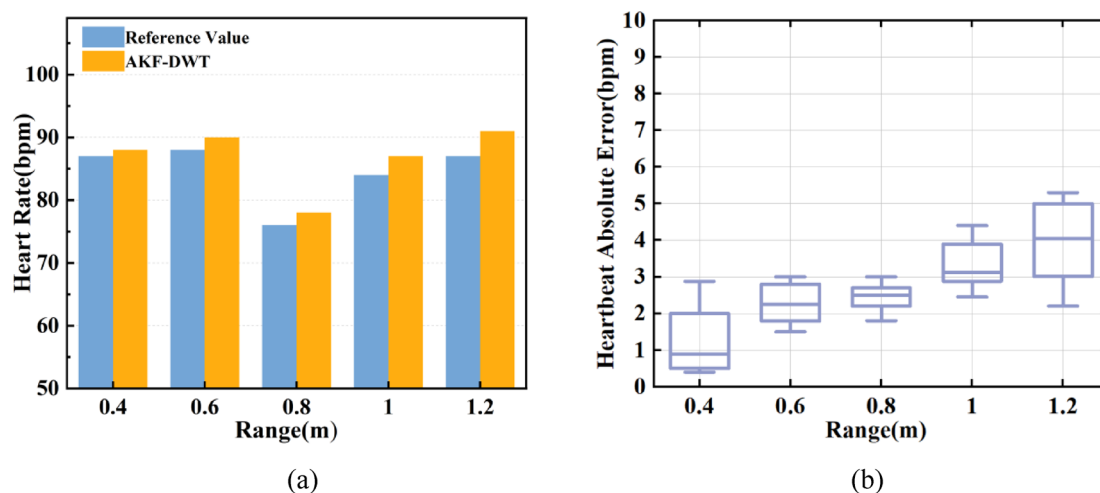 Reference Value
AKF-DWT
Heart Rate(bpm)
100
90
80
70
60
50
0.4 0.6 0.8 1 1.2
Range(m)
(a)
Heartbeat Absolute Error(bpm)
10
9
8
7
6
5
4
3
2
1
0
0.4 0.6 0.8 1 1.2
Range(m)
(b)